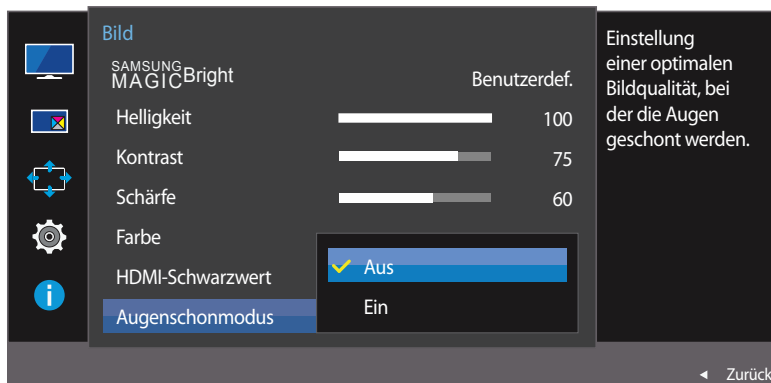 Bild
SAMSUNG
MAGICBright Benutzerdef.
Helligkeit 100
Kontrast 75
Schärfe 60
Farbe
HDMI-Schwarzwert
Augenschonmodus
Aus
Ein
Einstellung
einer optimalen
Bildqualität, bei
der die Augen
geschont werden.
Zurück